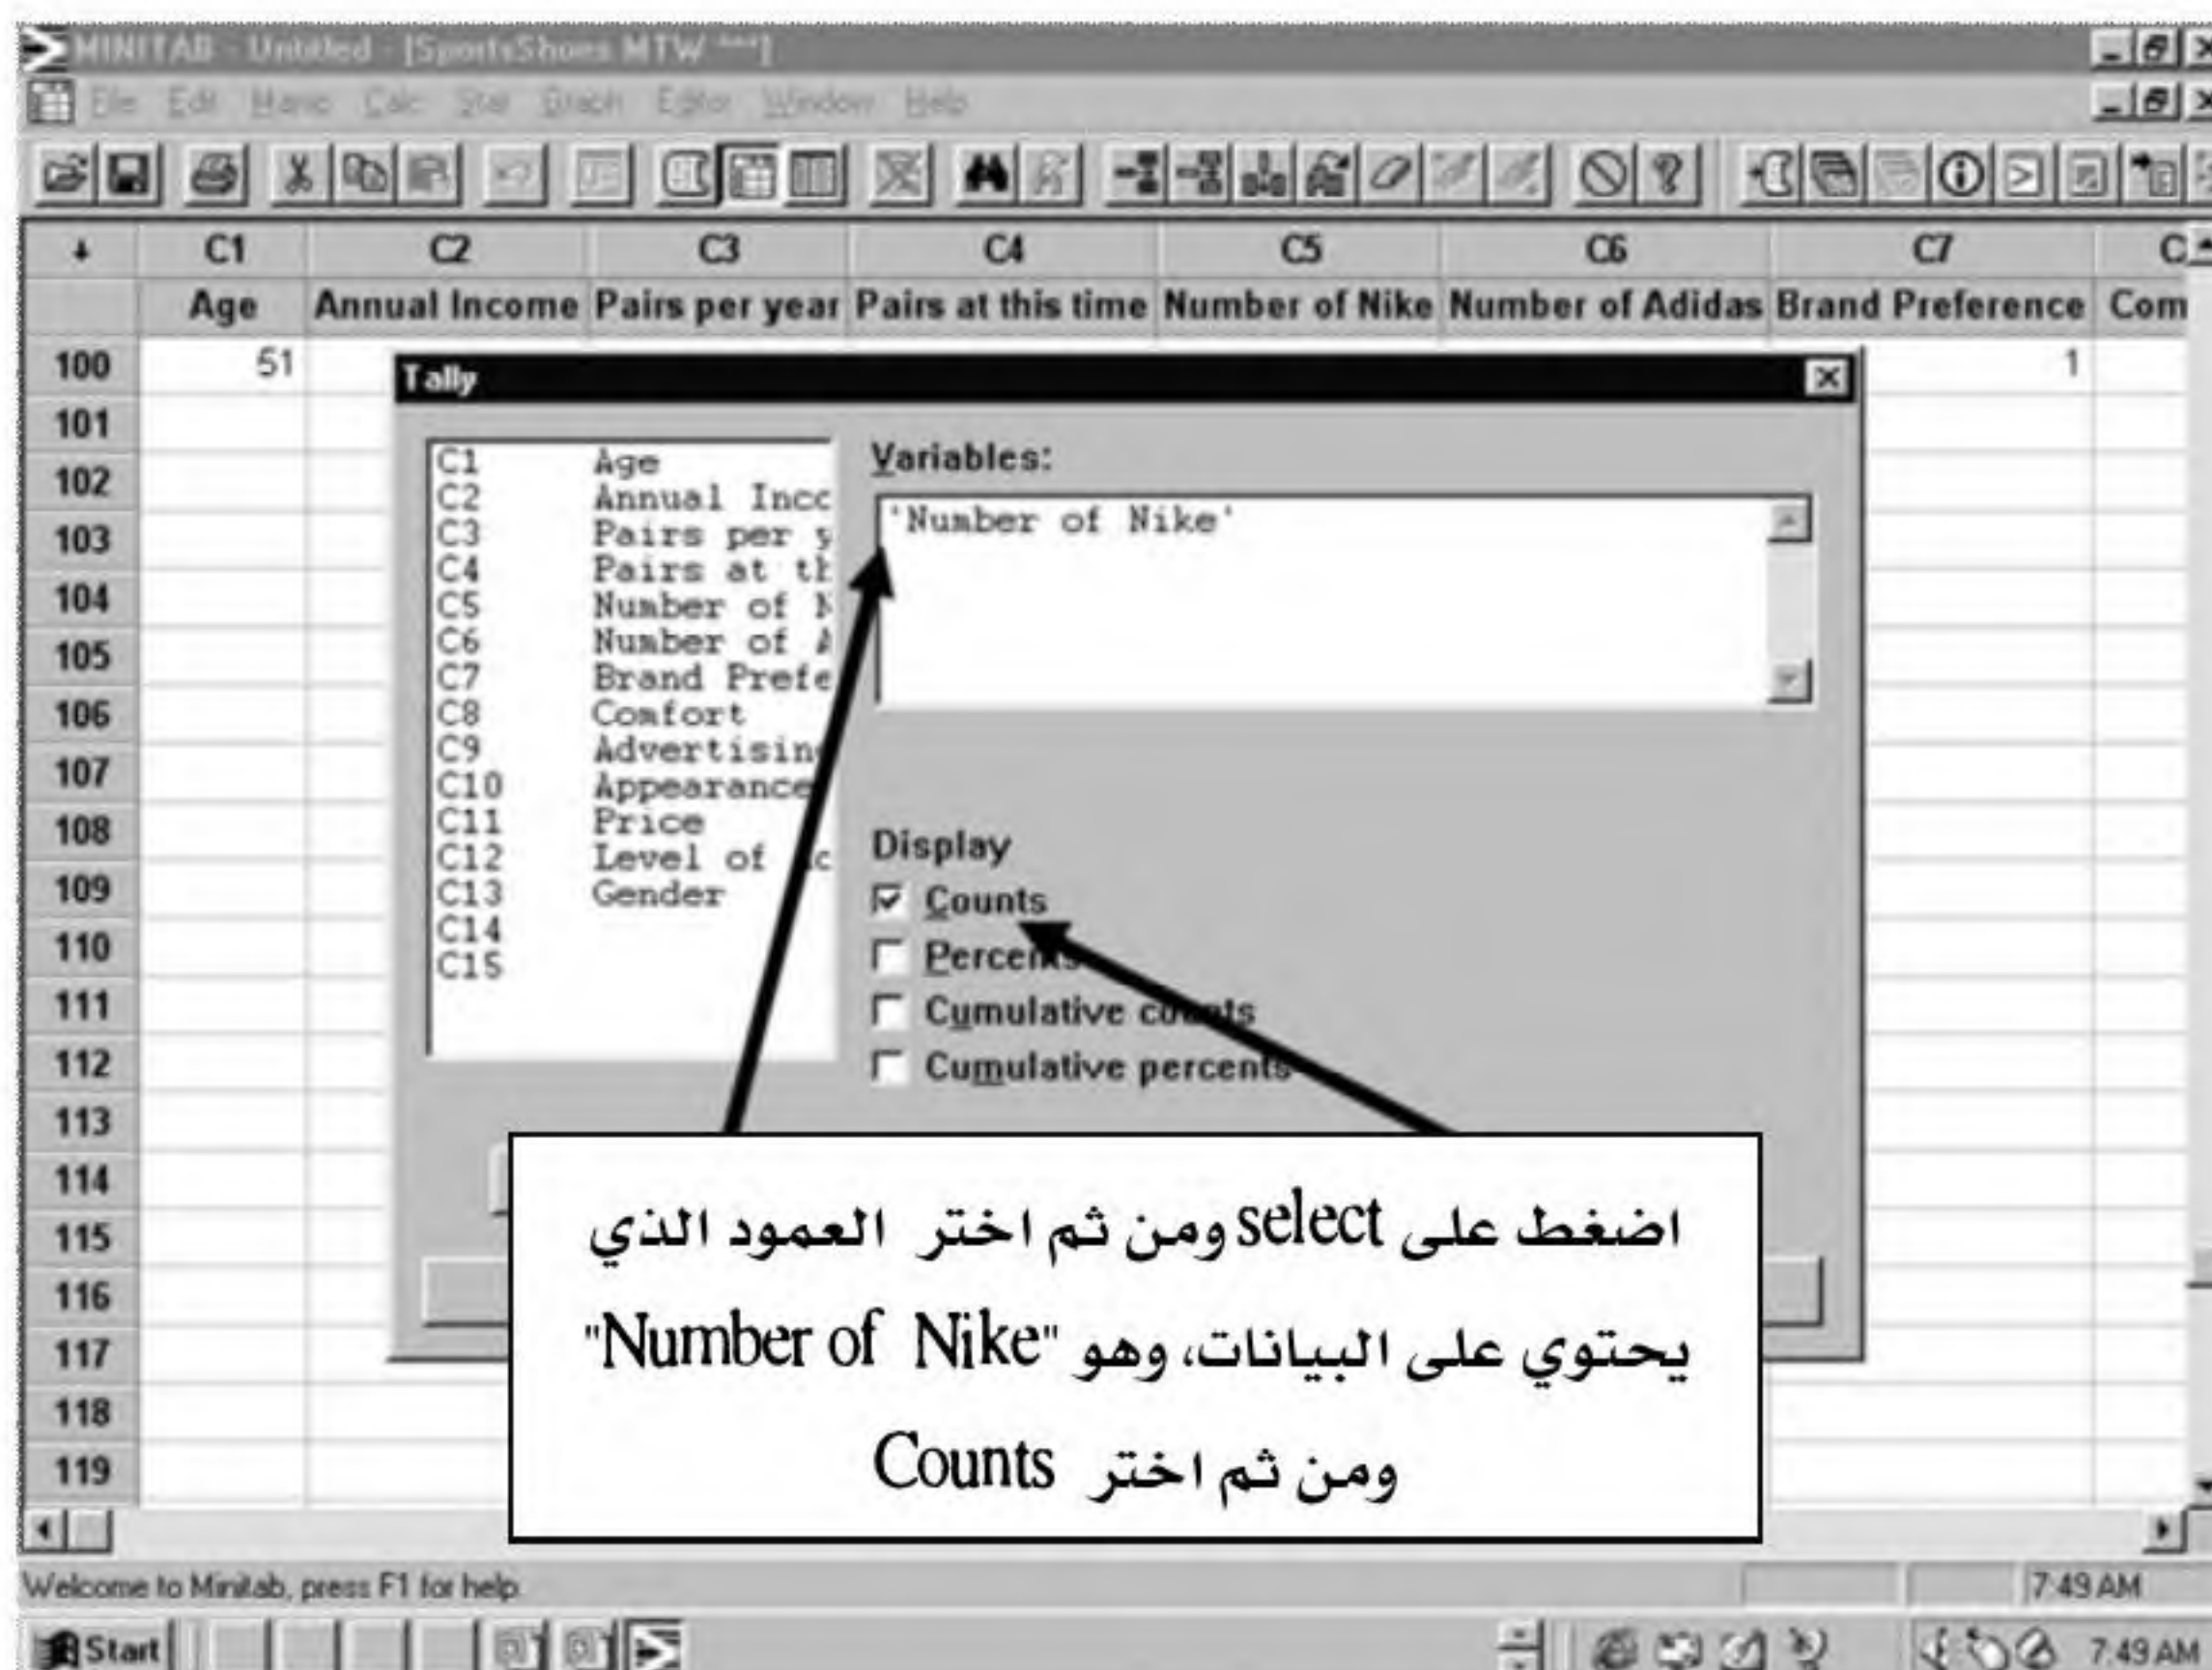 MINITAB - Untitled - [SportsShoes MTW ***]
File Edit Manip Calc Stat Graph Editor Window Help
C1 C2 C3 C4 C5 C6 C7 C
Age Annual Income Pairs per year Pairs at this time Number of Nike Number of Adidas Brand Preference Com
100 51 1
101
102
103
104
105
106
107
108
109
110
111
112
113
114
115
116
117
118
119
Tally
C1 Age
C2 Annual Inco
C3 Pairs per y
C4 Pairs at th
C5 Number of N
C6 Number of A
C7 Brand Prefe
C8 Comfort
C9 Advertising
C10 Appearance
C11 Price
C12 Level of Ac
C13 Gender
C14
C15
Variables:
'Number of Nike'
Display
Counts
Percents
Cumulative counts
Cumulative percents
اضغط على select ومن ثم اختر العمود الذي
يحتوي على البيانات، وهو "Number of Nike"
ومن ثم اختر Counts
Welcome to Minitab, press F1 for help.
7:49 AM
Start
7:49 AM